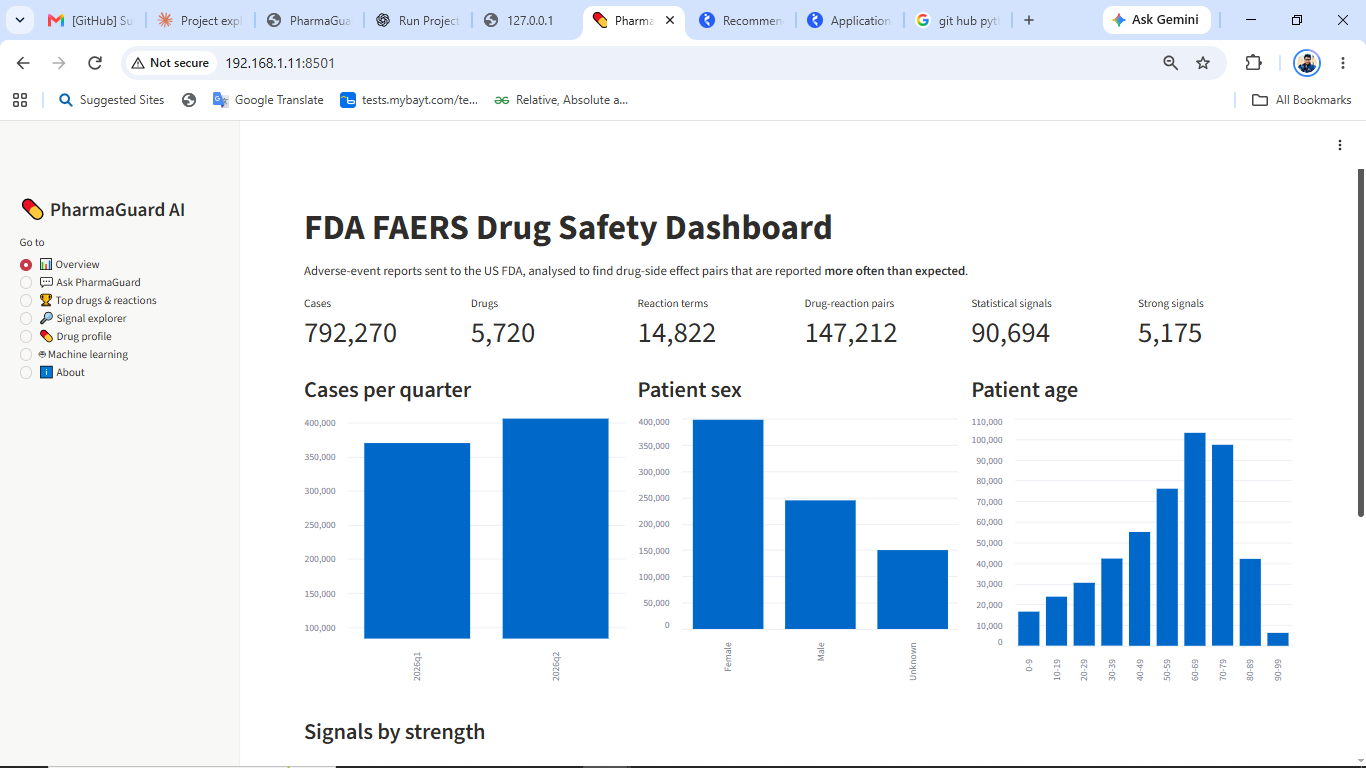 [GitHub] Su
Project expl
PharmaGua
Run Project
127.0.0.1
Pharma
Recommen
Application
git hub pyt
Ask Gemini
Not secure
192.168.1.11:8501
Suggested Sites
Google Translate
tests.mybayt.com/te...
Relative, Absolute a...
All Bookmarks
PharmaGuard AI
Go to
Overview
Ask PharmaGuard
Top drugs & reactions
Signal explorer
Drug profile
Machine learning
About
FDA FAERS Drug Safety Dashboard
Adverse-event reports sent to the US FDA, analysed to find drug-side effect pairs that are reported more often than expected.
Cases
Drugs
Reaction terms
Drug-reaction pairs
Statistical signals
Strong signals
792,270
5,720
14,822
147,212
90,694
5,175
Cases per quarter
400,000
350,000
300,000
250,000
200,000
150,000
100,000
2026q1
2026q2
Patient sex
400,000
350,000
300,000
250,000
200,000
150,000
100,000
50,000
0
Female
Male
Unknown
Patient age
110,000
100,000
90,000
80,000
70,000
60,000
50,000
40,000
30,000
20,000
10,000
0
0-9
10-19
20-29
30-39
40-49
50-59
60-69
70-79
80-89
90-99
Signals by strength